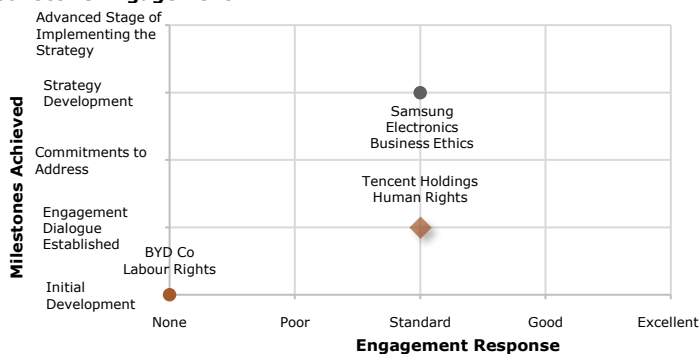 Advanced Stage of
Implementing the
Strategy
Strategy
Development
Samsung
Electronics
Business Ethics
Commitments to
Address
Tencent Holdings
Human Rights
Engagement
Dialogue
Established
BYD Co
Labour Rights
Initial
Development
Milestones Achieved
None
Poor
Standard
Good
Excellent
Engagement Response